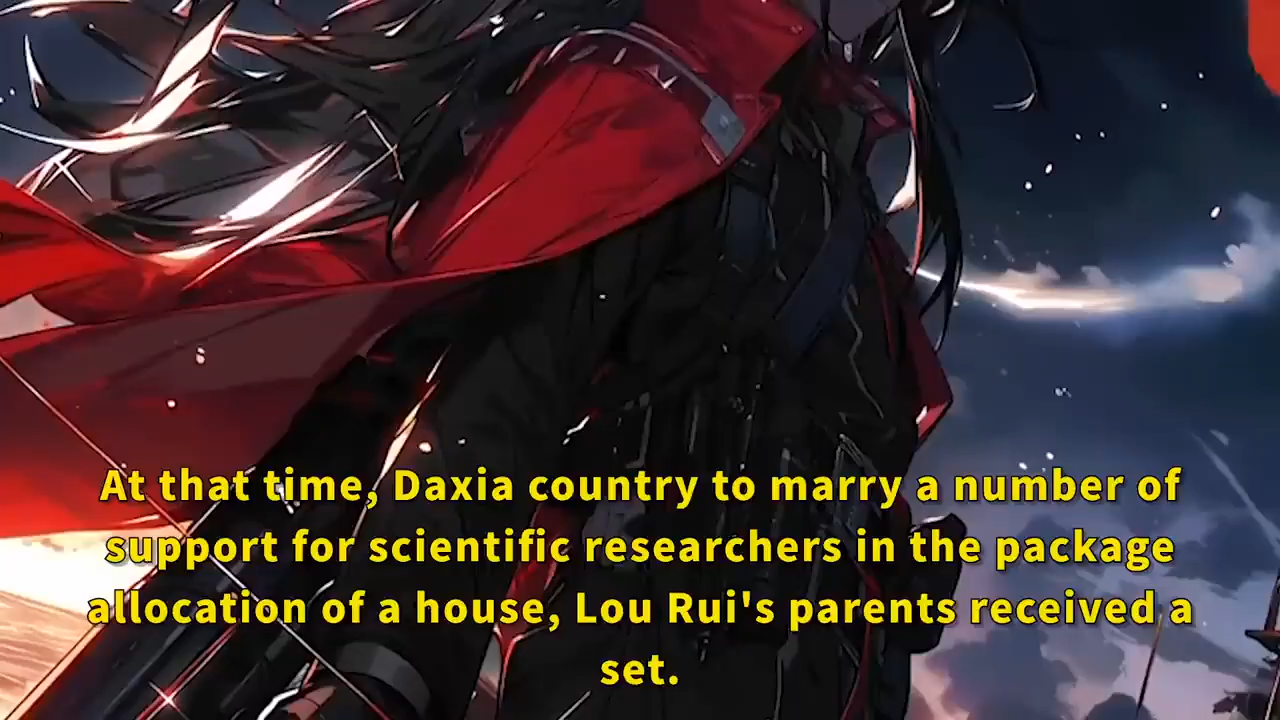 At that time, Daxia country to marry a number of
support for scientific researchers in the package
allocation of a house, Lou Rui's parents received a
set.